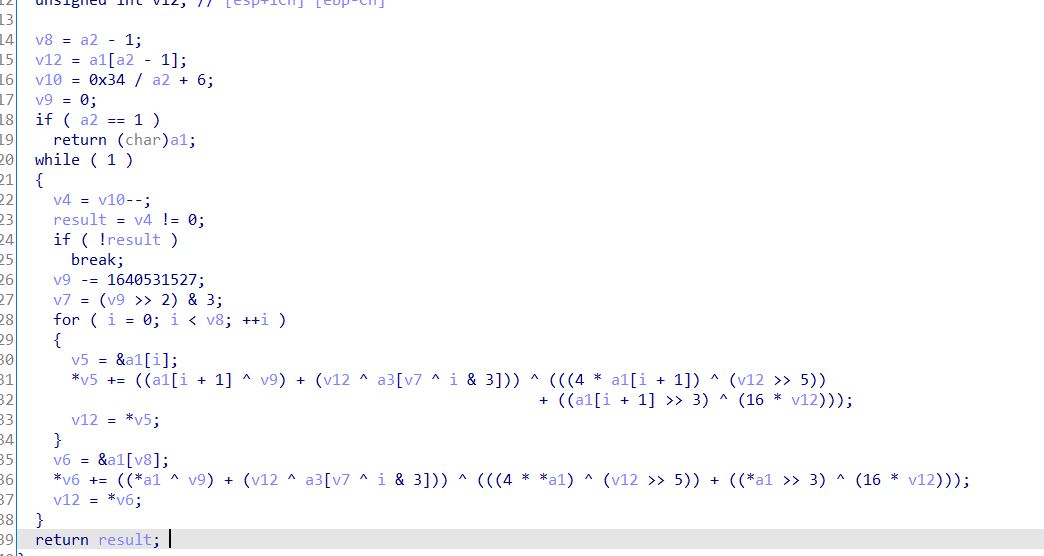 12 unsigned int v12; // [esp+1Ch] [ebp-Ch]
13
14 v8 = a2 - 1;
15 v12 = a1[a2 - 1];
16 v10 = 0x34 / a2 + 6;
17 v9 = 0;
18 if ( a2 == 1 )
19 return (char)a1;
20 while ( 1 )
21 {
22 v4 = v10--;
23 result = v4 != 0;
24 if ( !result )
25 break;
26 v9 -= 1640531527;
27 v7 = (v9 >> 2) & 3;
28 for ( i = 0; i < v8; ++i )
29 {
30 v5 = &a1[i];
31 *v5 += ((a1[i + 1] ^ v9) + (v12 ^ a3[v7 ^ i & 3])) ^ (((4 * a1[i + 1]) ^ (v12 >> 5))
32 + ((a1[i + 1] >> 3) ^ (16 * v12)));
33 v12 = *v5;
34 }
35 v6 = &a1[v8];
36 *v6 += ((*a1 ^ v9) + (v12 ^ a3[v7 ^ i & 3])) ^ (((4 * *a1) ^ (v12 >> 5)) + ((*a1 >> 3) ^ (16 * v12)));
37 v12 = *v6;
38 }
39 return result;